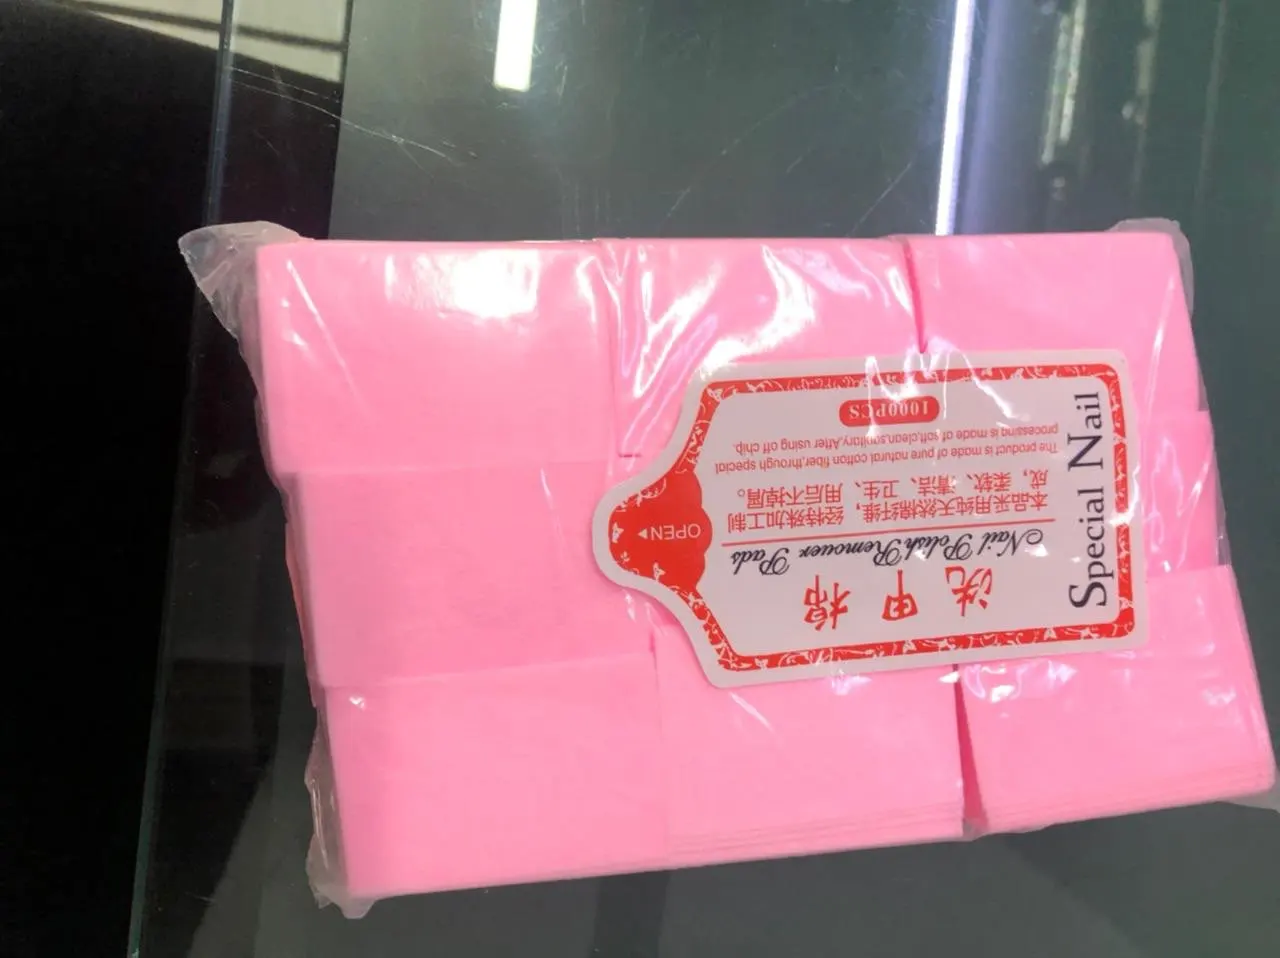 Special Nail
洗甲棉
Nail Polish Remover Pads
本品采用纯天然棉纤维，经特殊加工制
成，柔软、清洁、卫生、用后不掉屑。
The product is made of pure natural cotton fiber,through special
processing is made of soft,clean,sanitary.After using off chip.
1000PCS
OPEN